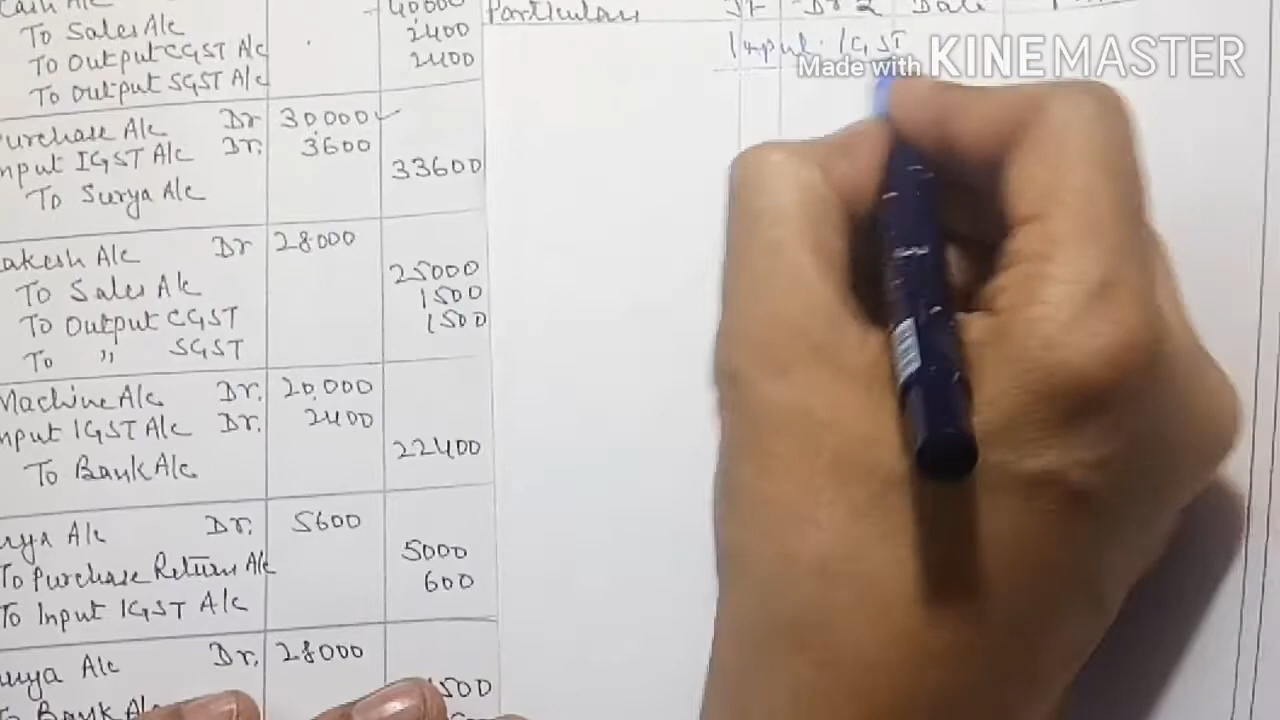 To Sales A/c
To Output CGST A/c
To Output SGST A/c
40000
2400
2400
Purchase A/c Dr 30000
Input IGST A/c Dr. 3600
To Surya A/c 33600
Rakesh A/c Dr 28000
To Sales A/c 25000
To Output CGST 1500
To " SGST 1500
Machine A/c Dr. 20,000
Input IGST A/c Dr. 2400
To Bank A/c 22400
Surya A/c Dr. 5600
To Purchase Return A/c 5000
To Input IGST A/c 600
Surya A/c Dr. 28000
To Bank A/c
Particulars
Date
Input IGST
Made with KINEMASTER